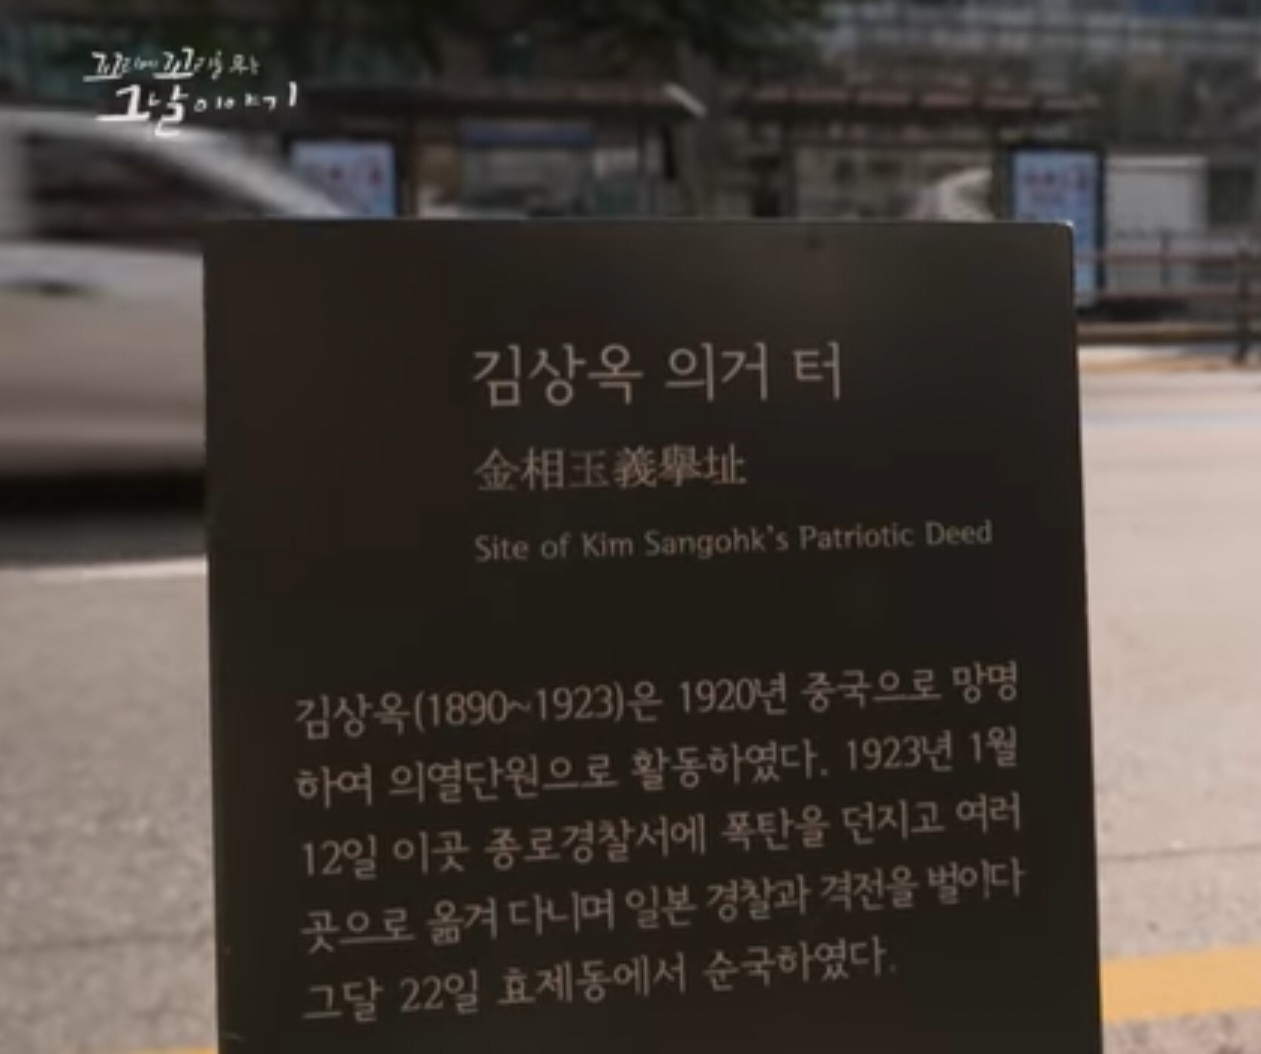 꼬리에 꼬리를 무는
그날 이야기
김상옥 의거 터
金相玉義擧址
Site of Kim Sangohk's Patriotic Deed
김상옥(1890~1923)은 1920년 중국으로 망명
하여 의열단원으로 활동하였다. 1923년 1월
12일 이곳 종로경찰서에 폭탄을 던지고 여러
곳으로 옮겨 다니며 일본 경찰과 격전을 벌이다
그달 22일 효제동에서 순국하였다.